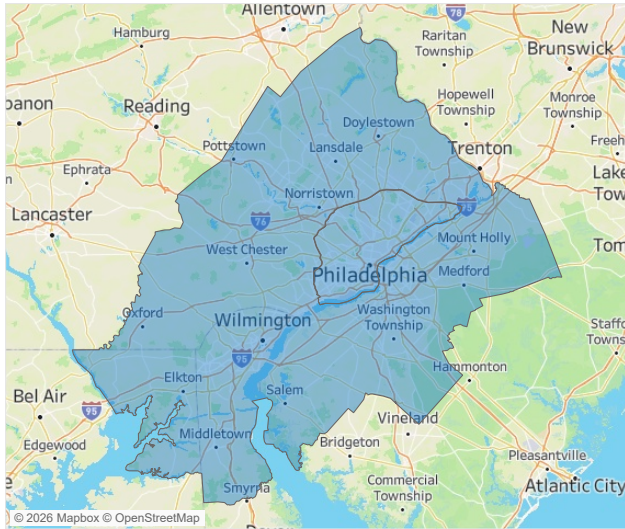 Allentown
78
New
Brunswick
Hamburg
Raritan
Township
Hopewell
Township
Monroe
Township
Reading
Doylestown
Pottstown
Lansdale
Trenton
Freeh
Ephrata
Lake
Tow
Norristown
95
76
Lancaster
West Chester
Mount Holly
Tom
Philadelphia
Medford
Oxford
Wilmington
Washington
Township
Staffo
Towns
95
Hammonton
Elkton
Bel Air
95
Salem
Vineland
Middletown
Edgewood
Bridgeton
Pleasantville
Commercial
Township
Smyrna
Atlantic City
© 2026 Mapbox © OpenStreetMap